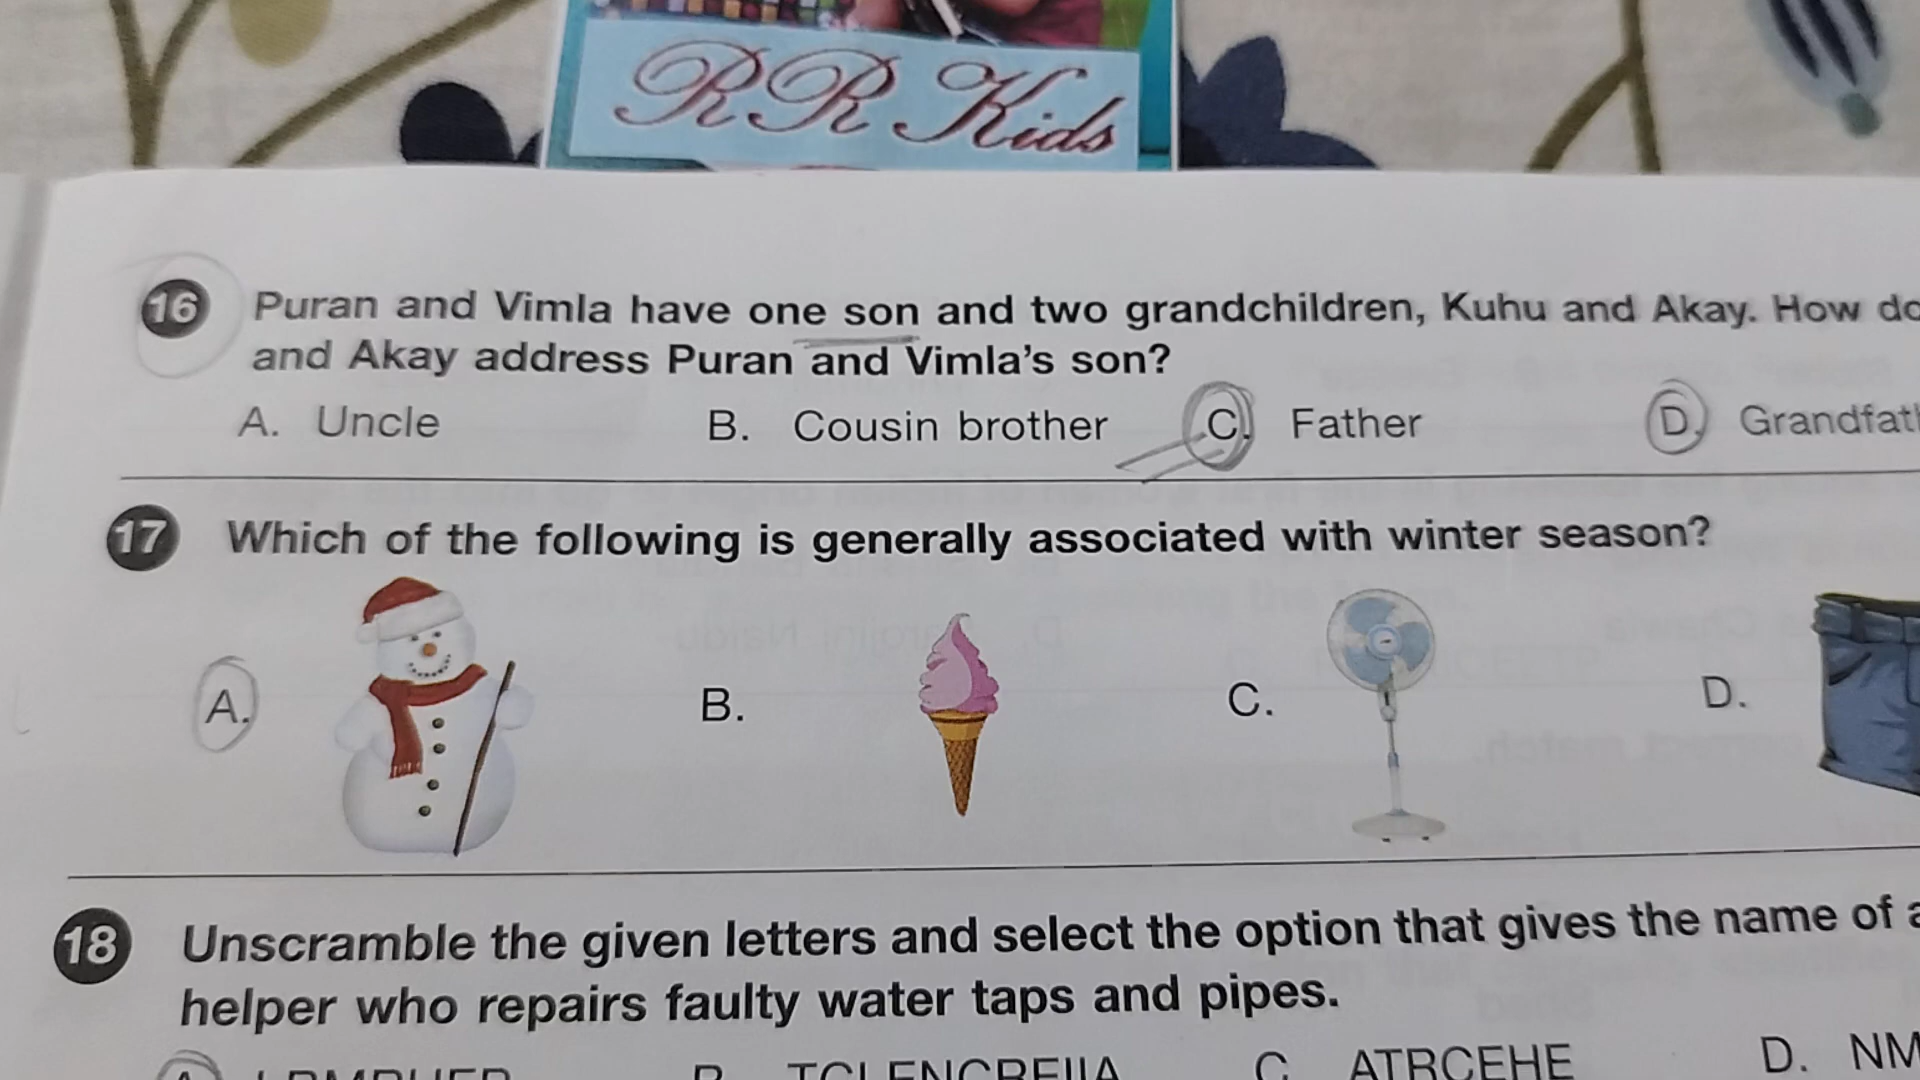 RR Kids
16 Puran and Vimla have one son and two grandchildren, Kuhu and Akay. How do
and Akay address Puran and Vimla's son?
A. Uncle B. Cousin brother C. Father D. Grandfath
17 Which of the following is generally associated with winter season?
A. B. C. D.
18 Unscramble the given letters and select the option that gives the name of a
helper who repairs faulty water taps and pipes.
C. ATRCEHE D. NM